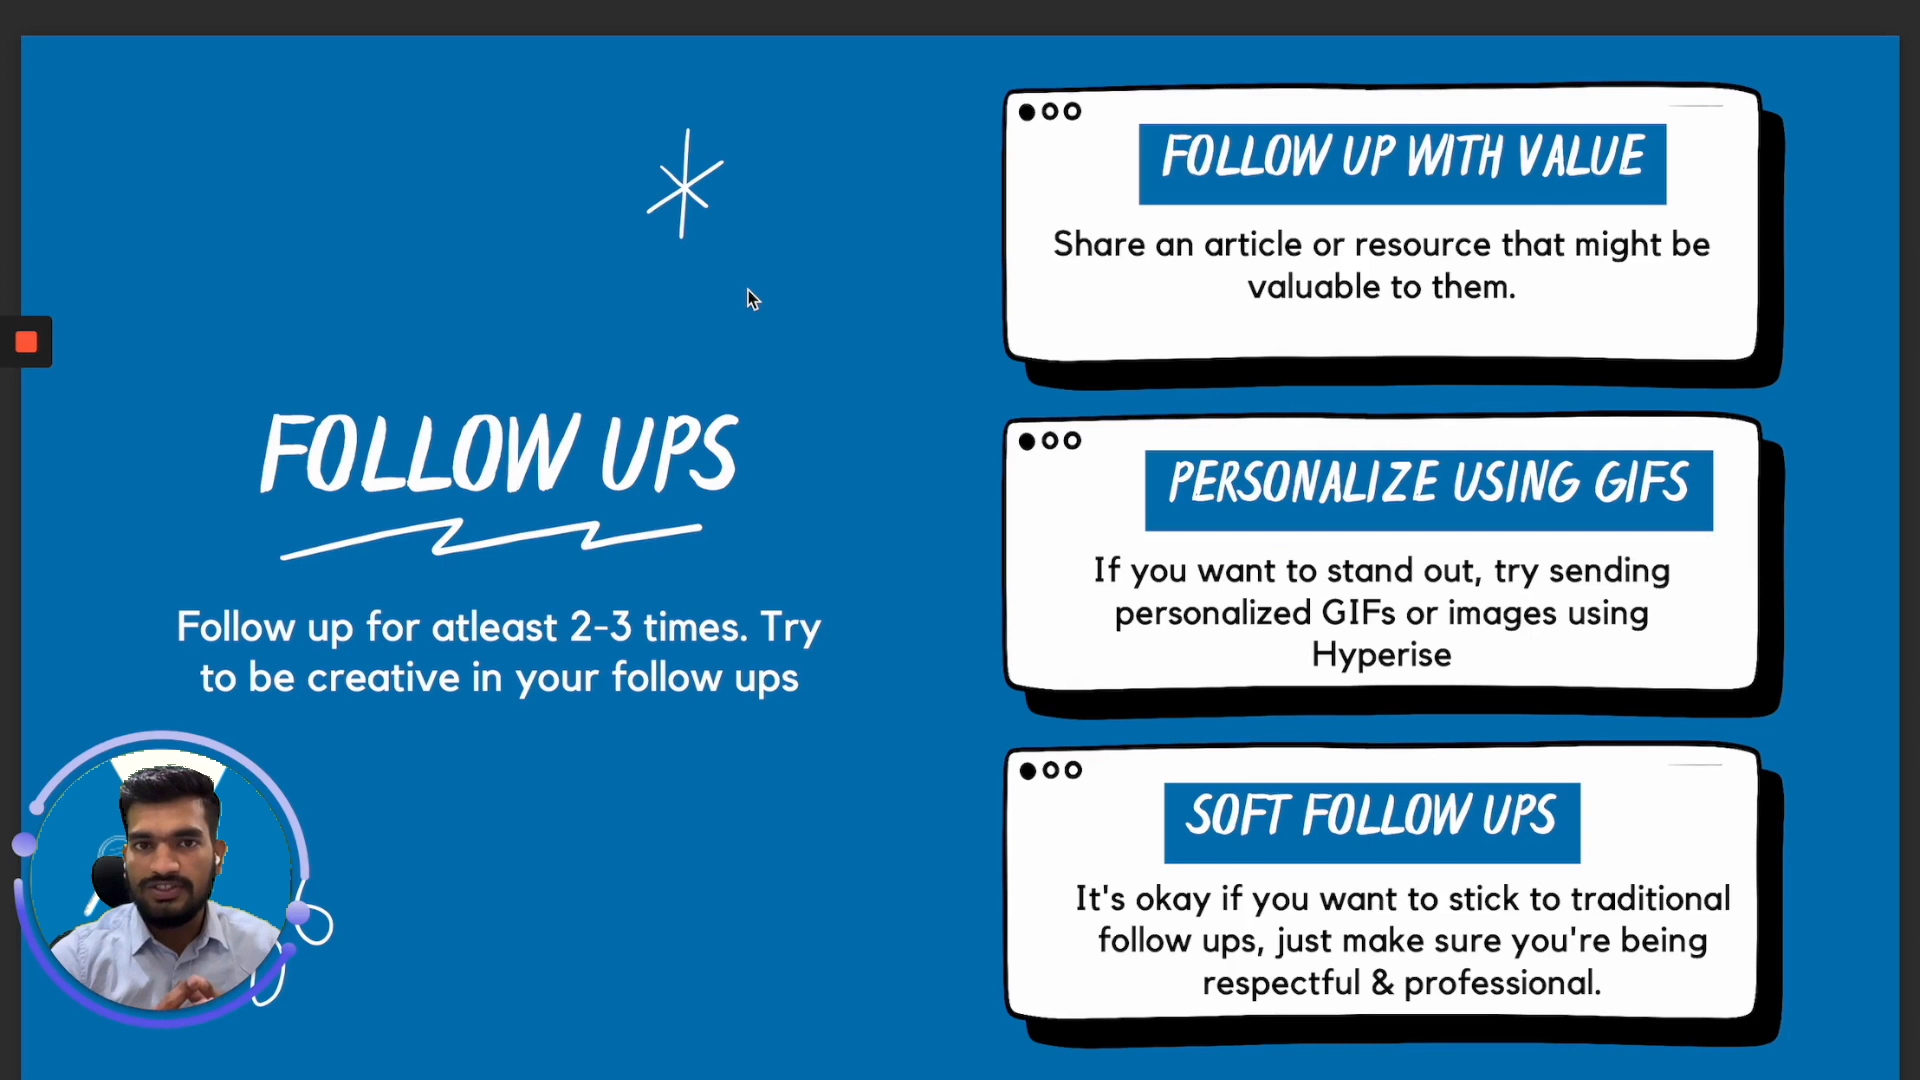 FOLLOW UPS
Follow up for atleast 2-3 times. Try
to be creative in your follow ups
FOLLOW UP WITH VALUE
Share an article or resource that might be
valuable to them.
PERSONALIZE USING GIFS
If you want to stand out, try sending
personalized GIFs or images using
Hyperise
SOFT FOLLOW UPS
It's okay if you want to stick to traditional
follow ups, just make sure you're being
respectful & professional.